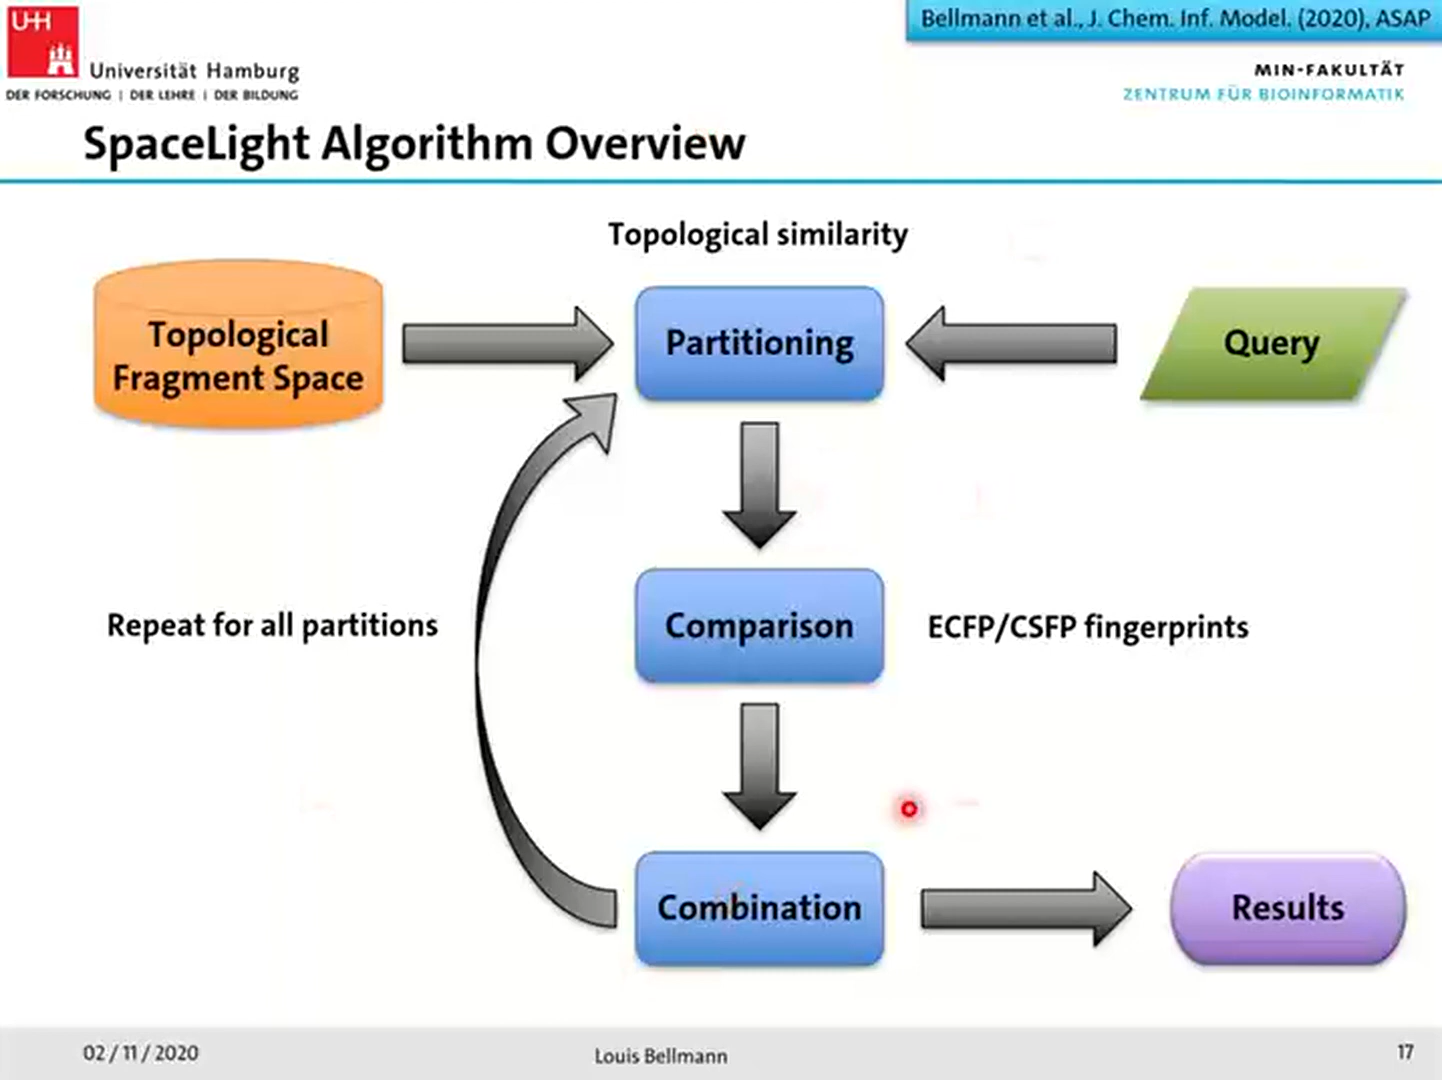 UHH
Bellmann et al., J. Chem. Inf. Model. (2020), ASAP
Universität Hamburg
DER FORSCHUNG | DER LEHRE | DER BILDUNG
MIN-FAKULTÄT
ZENTRUM FÜR BIOINFORMATIK
SpaceLight Algorithm Overview
Topological similarity
Topological
Fragment Space
Partitioning
Query
Repeat for all partitions
Comparison
ECFP/CSFP fingerprints
Combination
Results
02 / 11 / 2020
Louis Bellmann
17